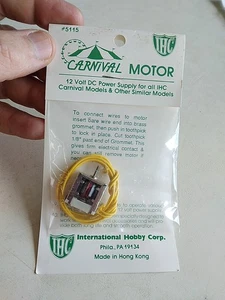 #5115
IHC
CARNIVAL MOTOR
12 Volt DC Power Supply for all IHC
Carnival Models & Other Similar Models
To connect wires to motor
insert bare wire end into brass
grommet, then push in toothpick
to lock in place. Cut toothpick
1/8" past end of Grommet. This
gives firm electrical contact &
you can still remove motor if
IHC
International Hobby Corp.
Phila., PA 19134
Made in Hong Kong